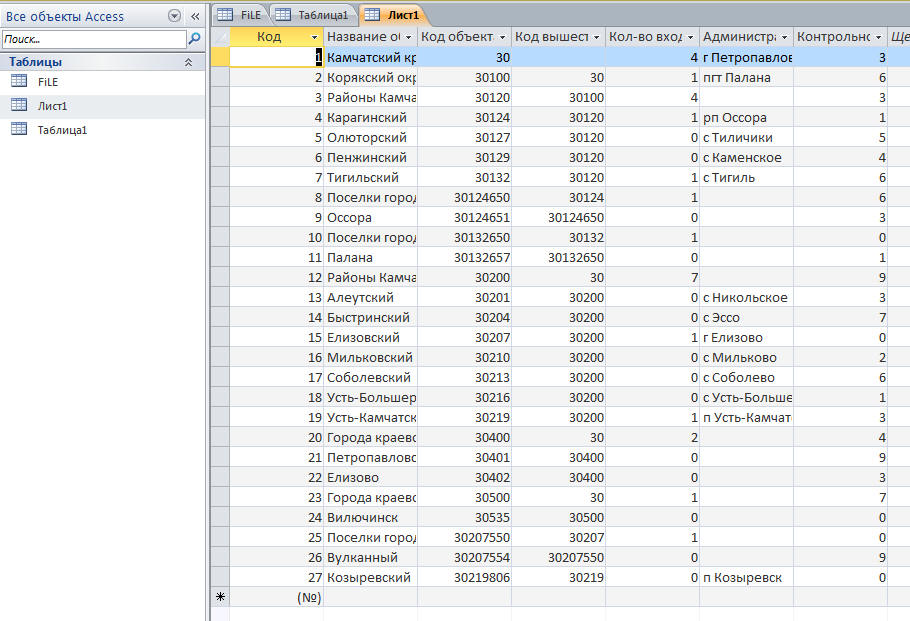 Все объекты Access
«
FiLE
Таблица1
Лист1
Поиск...
Таблицы
FiLE
Лист1
Таблица1
Код Название об Код объект Код вышест Кол-во вход Администра Контрольно Ще
1 Камчатский кр 30 4 г Петропавлов 3
2 Корякский окр 30100 30 1 пгт Палана 6
3 Районы Камча 30120 30100 4 3
4 Карагинский 30124 30120 1 рп Оссора 1
5 Олюторский 30127 30120 0 с Тиличики 5
6 Пенжинский 30129 30120 0 с Каменское 4
7 Тигильский 30132 30120 1 с Тигиль 6
8 Поселки город 30124650 30124 1 6
9 Оссора 30124651 30124650 0 3
10 Поселки город 30132650 30132 1 0
11 Палана 30132657 30132650 0 1
12 Районы Камча 30200 30 7 9
13 Алеутский 30201 30200 0 с Никольское 3
14 Быстринский 30204 30200 0 с Эссо 7
15 Елизовский 30207 30200 1 г Елизово 0
16 Мильковский 30210 30200 0 с Мильково 2
17 Соболевский 30213 30200 0 с Соболево 6
18 Усть-Большер 30216 30200 0 с Усть-Больше 1
19 Усть-Камчатск 30219 30200 1 п Усть-Камчат 3
20 Города краево 30400 30 2 4
21 Петропавловс 30401 30400 0 9
22 Елизово 30402 30400 0 3
23 Города краево 30500 30 1 7
24 Вилючинск 30535 30500 0 0
25 Поселки город 30207550 30207 1 0
26 Вулканный 30207554 30207550 0 9
27 Козыревский 30219806 30219 0 п Козыревск 0
(№)